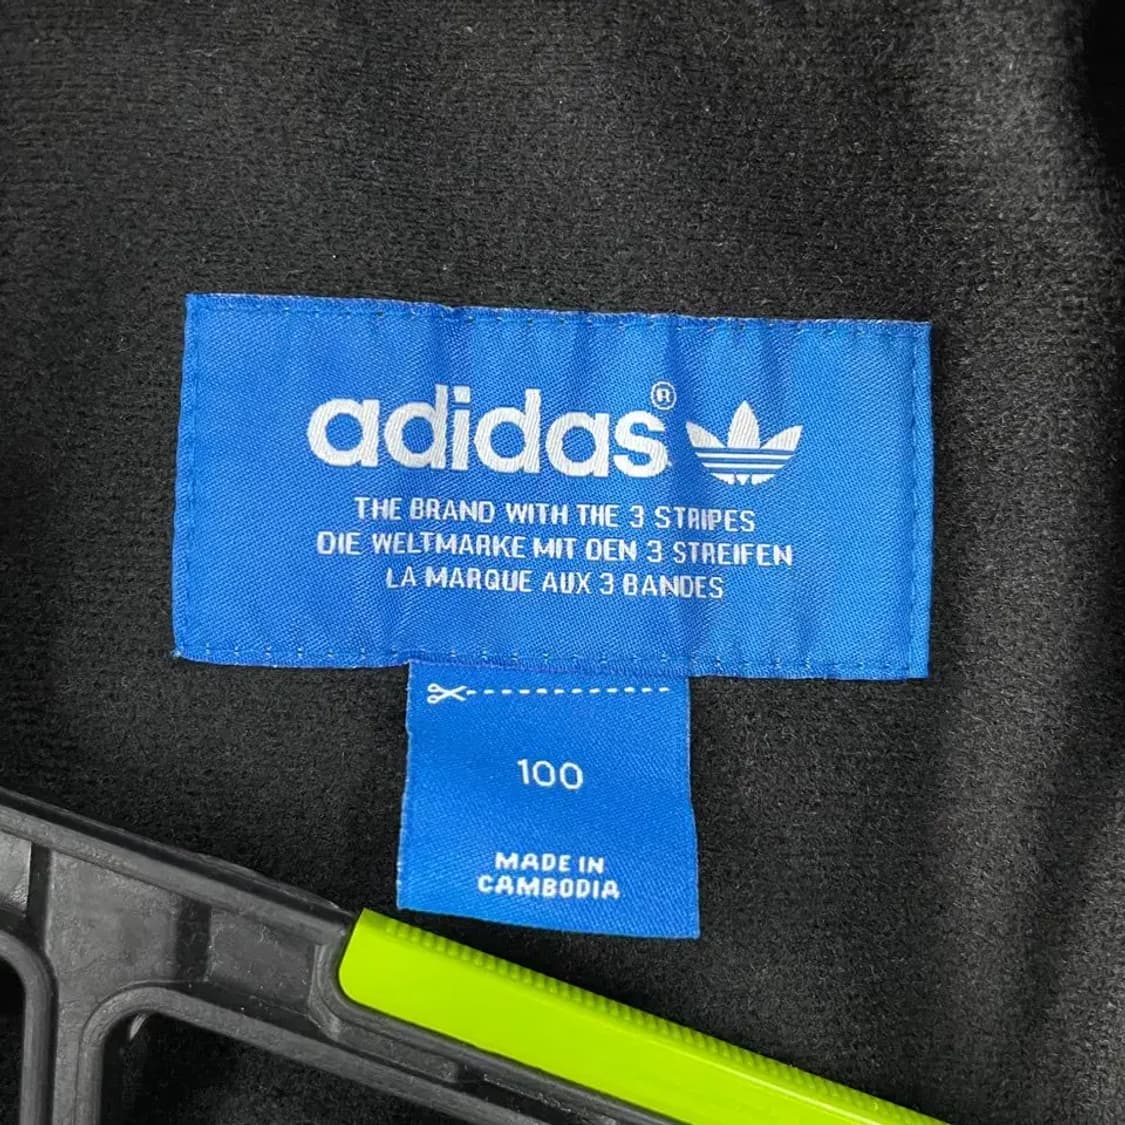 adidas®
THE BRAND WITH THE 3 STRIPES
DIE WELTMARKE MIT DEN 3 STREIFEN
LA MARQUE AUX 3 BANDES
100
MADE IN
CAMBODIA